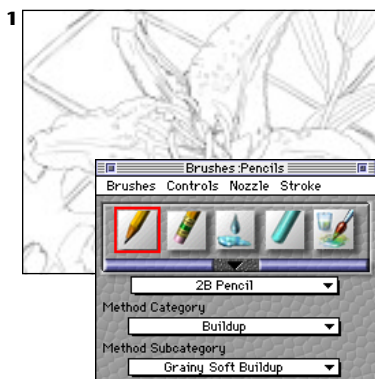 1
Brushes:Pencils
Brushes Controls Nozzle Stroke
2B Pencil
Method Category
Buildup
Method Subcategory
Grainy Soft Buildup